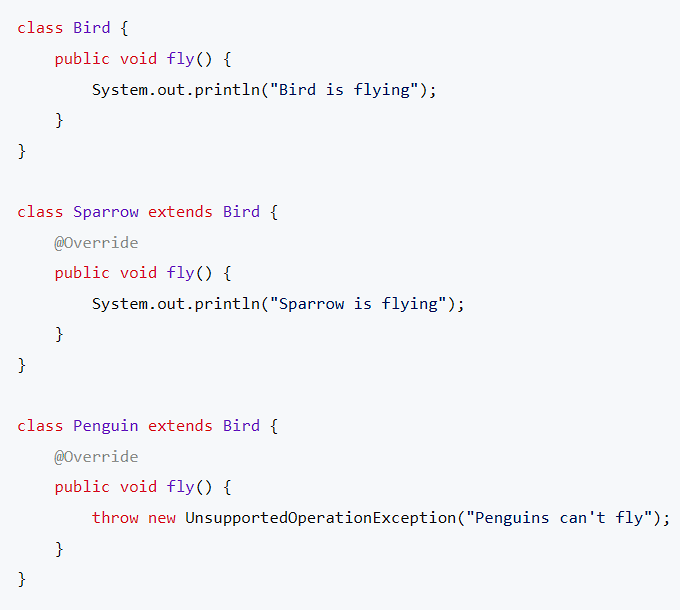 class Bird {
    public void fly() {
        System.out.println("Bird is flying");
    }
}

class Sparrow extends Bird {
    @Override
    public void fly() {
        System.out.println("Sparrow is flying");
    }
}

class Penguin extends Bird {
    @Override
    public void fly() {
        throw new UnsupportedOperationException("Penguins can't fly");
    }
}